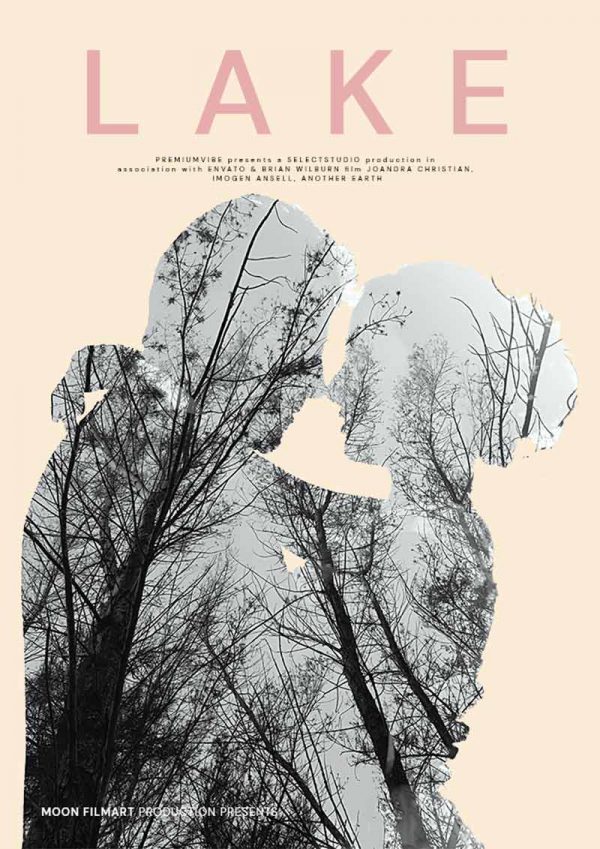 LAKE
PREMIUMVIBE presents a SELECTSTUDIO production in
association with ENVATO & BRIAN WILBURN film JOANDRA CHRISTIAN,
IMOGEN ANSELL, ANOTHER EARTH
MOON FILMART PRODUCTION PRESENTS